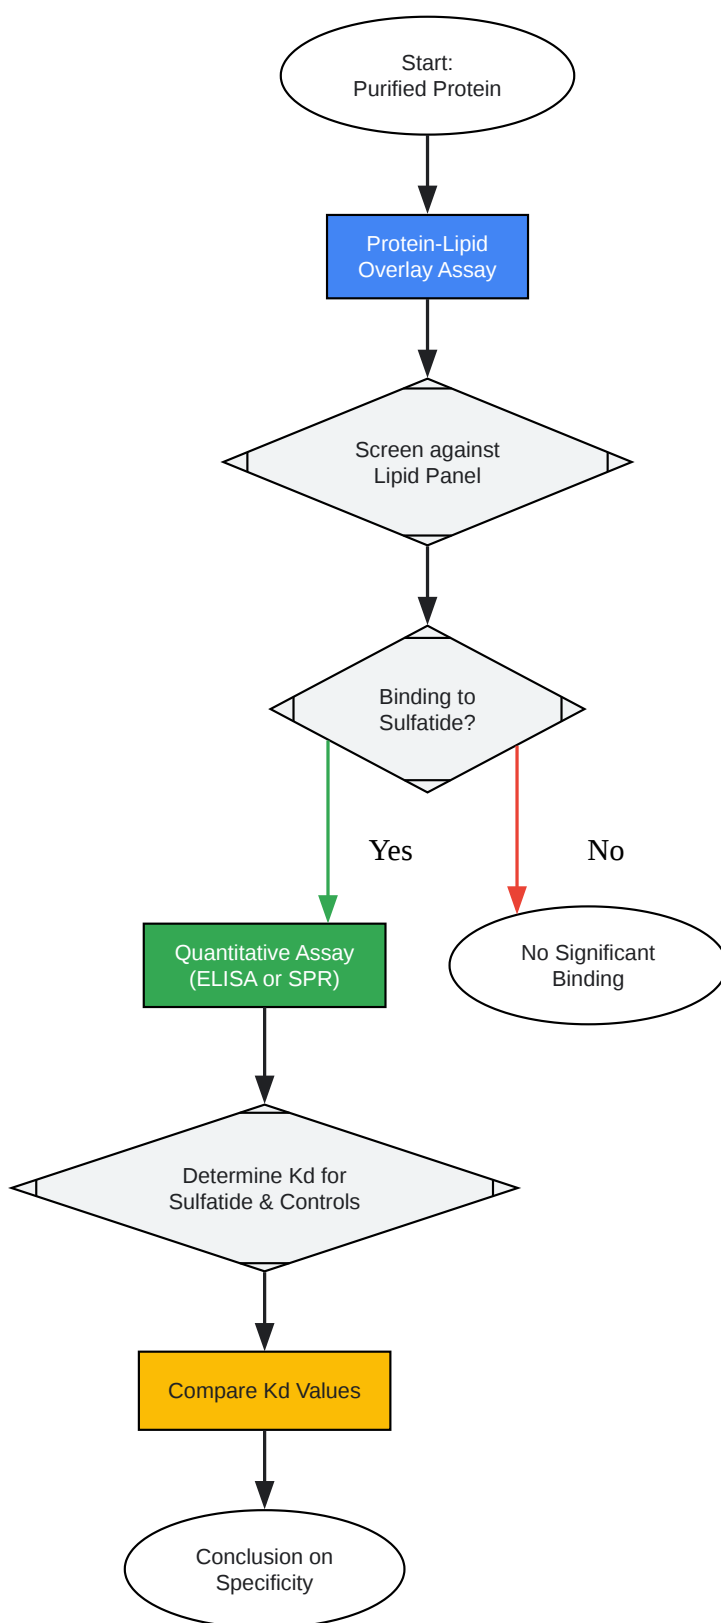 Start:
Purified Protein
Protein-Lipid
Overlay Assay
Screen against
Lipid Panel
Binding to
Sulfatide?
Yes
No
Quantitative Assay
(ELISA or SPR)
No Significant
Binding
Determine Kd for
Sulfatide & Controls
Compare Kd Values
Conclusion on
Specificity